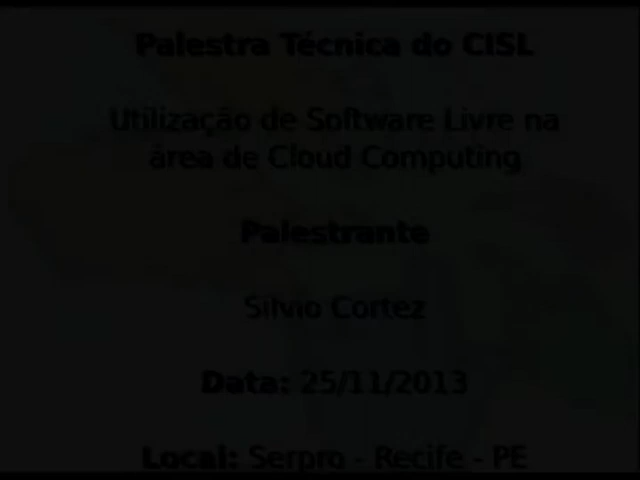 Palestra Técnica do CISL
Utilização de Software Livre na
área de Cloud Computing
Palestrante
Silvio Cortez
Data: 25/11/2013
Local: Serpro - Recife - PE